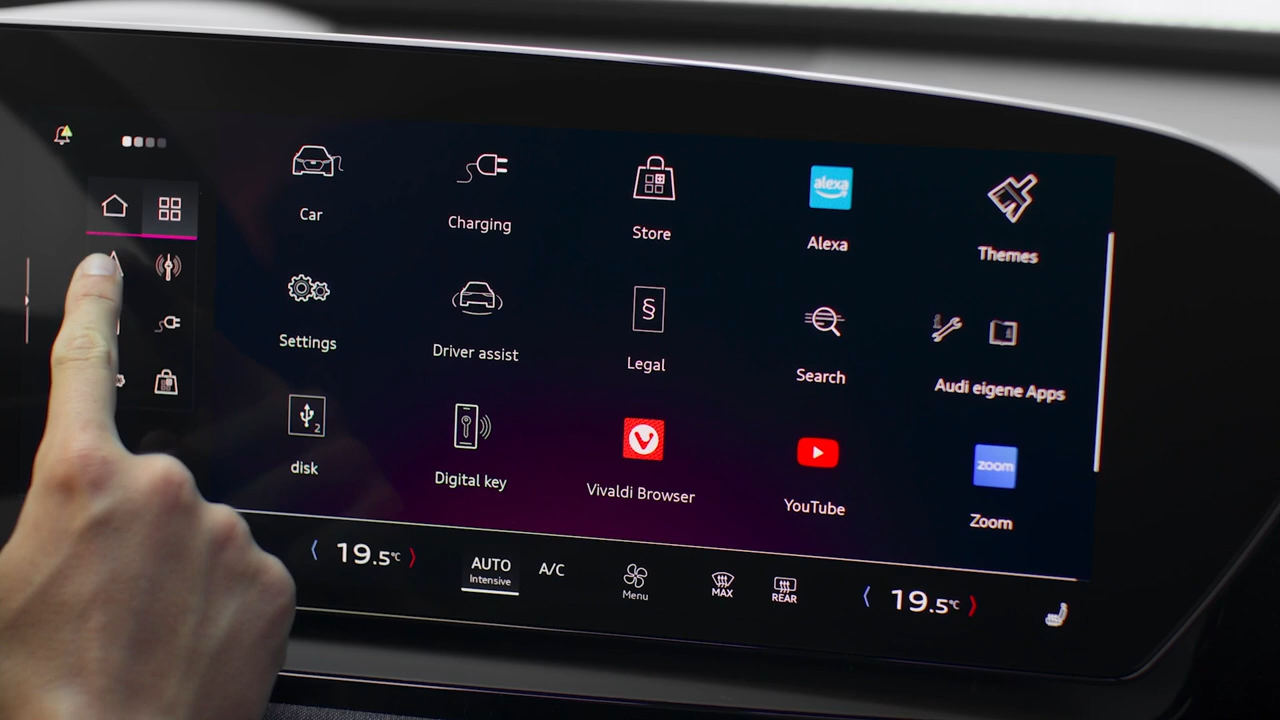 Car
Charging
Store
alexa
Alexa
Themes
Settings
Driver assist
§
Legal
Search
Audi eigene Apps
2
disk
Digital key
Vivaldi Browser
YouTube
zoom
Zoom
19.5°C
AUTO
Intensive
A/C
Menu
MAX
REAR
19.5°C